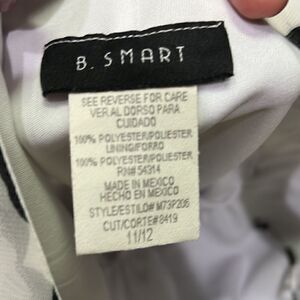 B. SMART
SEE REVERSE FOR CARE
VER AL DORSO PARA
CUIDADO
100% POLYESTER/POLIESTER
LINING/FORRO
100% POLYESTER/POLIESTER
RN# 54314
MADE IN MEXICO
HECHO EN MEXICO
STYLE/ESTILO# M73P206
CUT/CORTE# 8419
11/12